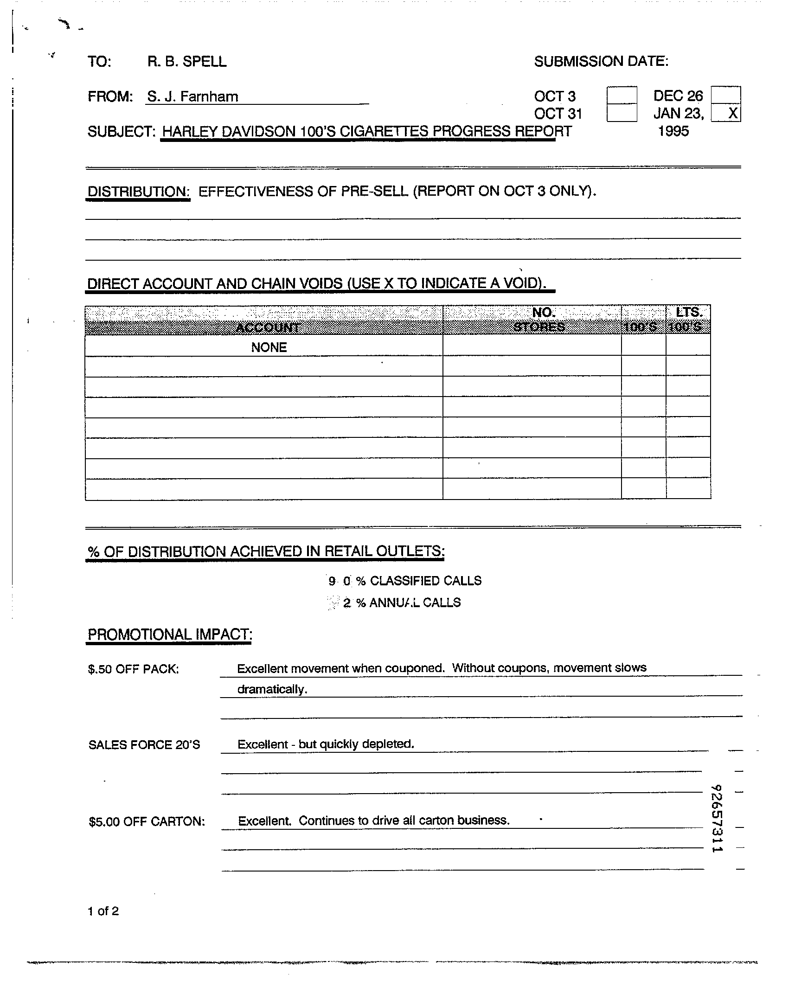 TO: R. B. SPELL SUBMISSION DATE:
FROM: S. J. Farnham OCT 3 DEC 26
OCT 31 JAN 23, X
SUBJECT: HARLEY DAVIDSON 100'S CIGARETTES PROGRESS REPORT 1995
DISTRIBUTION: EFFECTIVENESS OF PRE-SELL (REPORT ON OCT 3 ONLY).
DIRECT ACCOUNT AND CHAIN VOIDS (USE X TO INDICATE A VOID).
NO. LTS.
ACCOUNT STORES 100'S 100'S
NONE
% OF DISTRIBUTION ACHIEVED IN RETAIL OUTLETS:
9 0 % CLASSIFIED CALLS
2 % ANNUAL CALLS
PROMOTIONAL IMPACT:
$.50 OFF PACK: Excellent movement when couponed. Without coupons, movement slows
dramatically.
SALES FORCE 20'S Excellent - but quickly depleted.
$5.00 OFF CARTON: Excellent. Continues to drive all carton business.
92657311
1 of 2